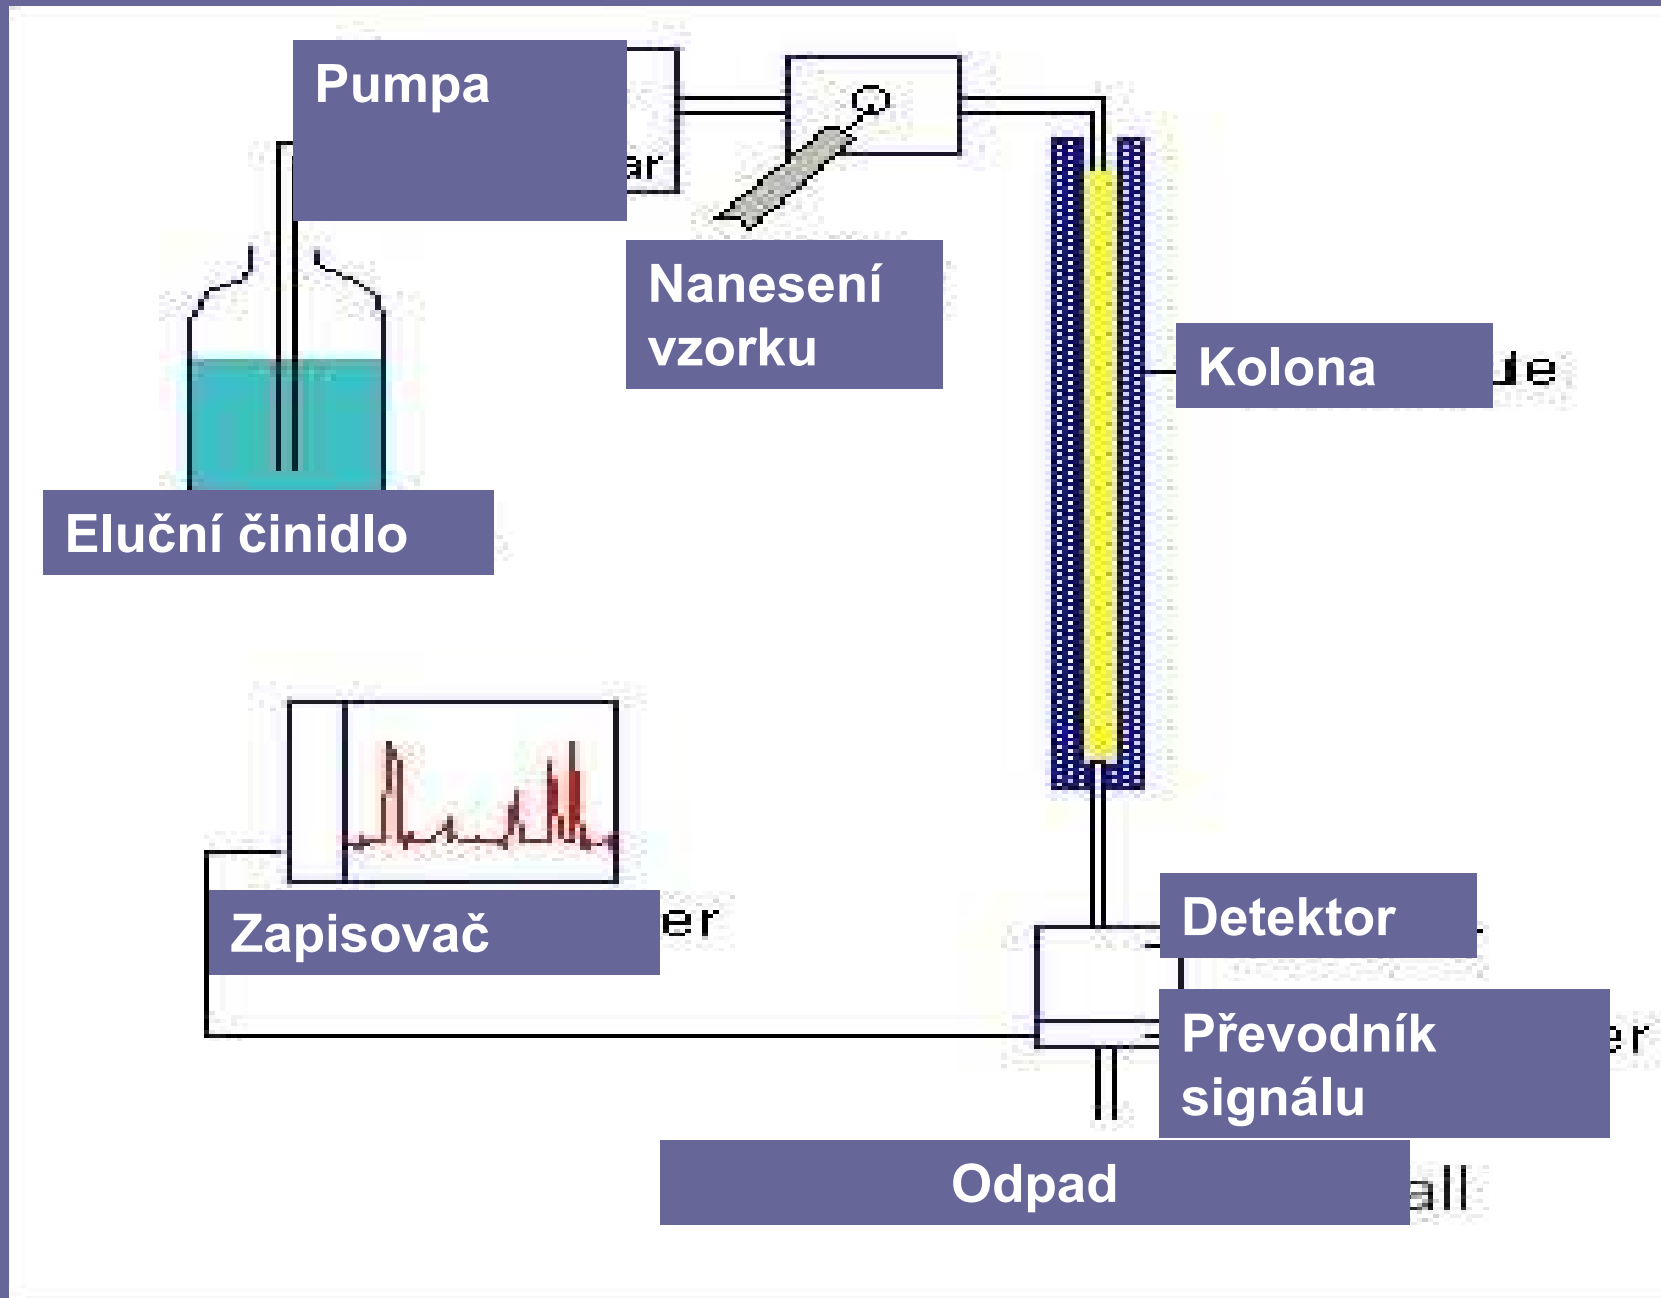 Pumpa
ar
Nanesení
vzorku
Kolona
Eluční činidlo
Zapisovač
er
Detektor
Převodník
signálu
er
Odpad
all